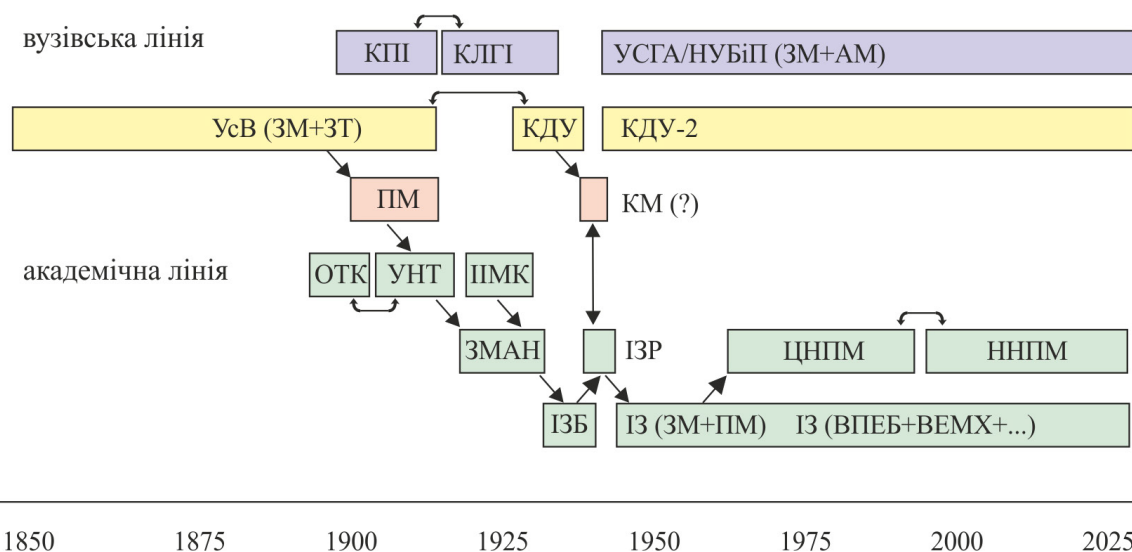 вузівська лінія
КПІ КЛГІ УСГА/НУБіП (ЗМ+АМ)
УсВ (ЗМ+ЗТ) КДУ КДУ-2
ПМ КМ (?)
академічна лінія
ОТК УНТ ІІМК
ЗМАН ІЗР ЦНПМ ННПМ
ІЗБ ІЗ (ЗМ+ПМ) ІЗ (ВПЕБ+ВЕМХ+...)
1850 1875 1900 1925 1950 1975 2000 2025